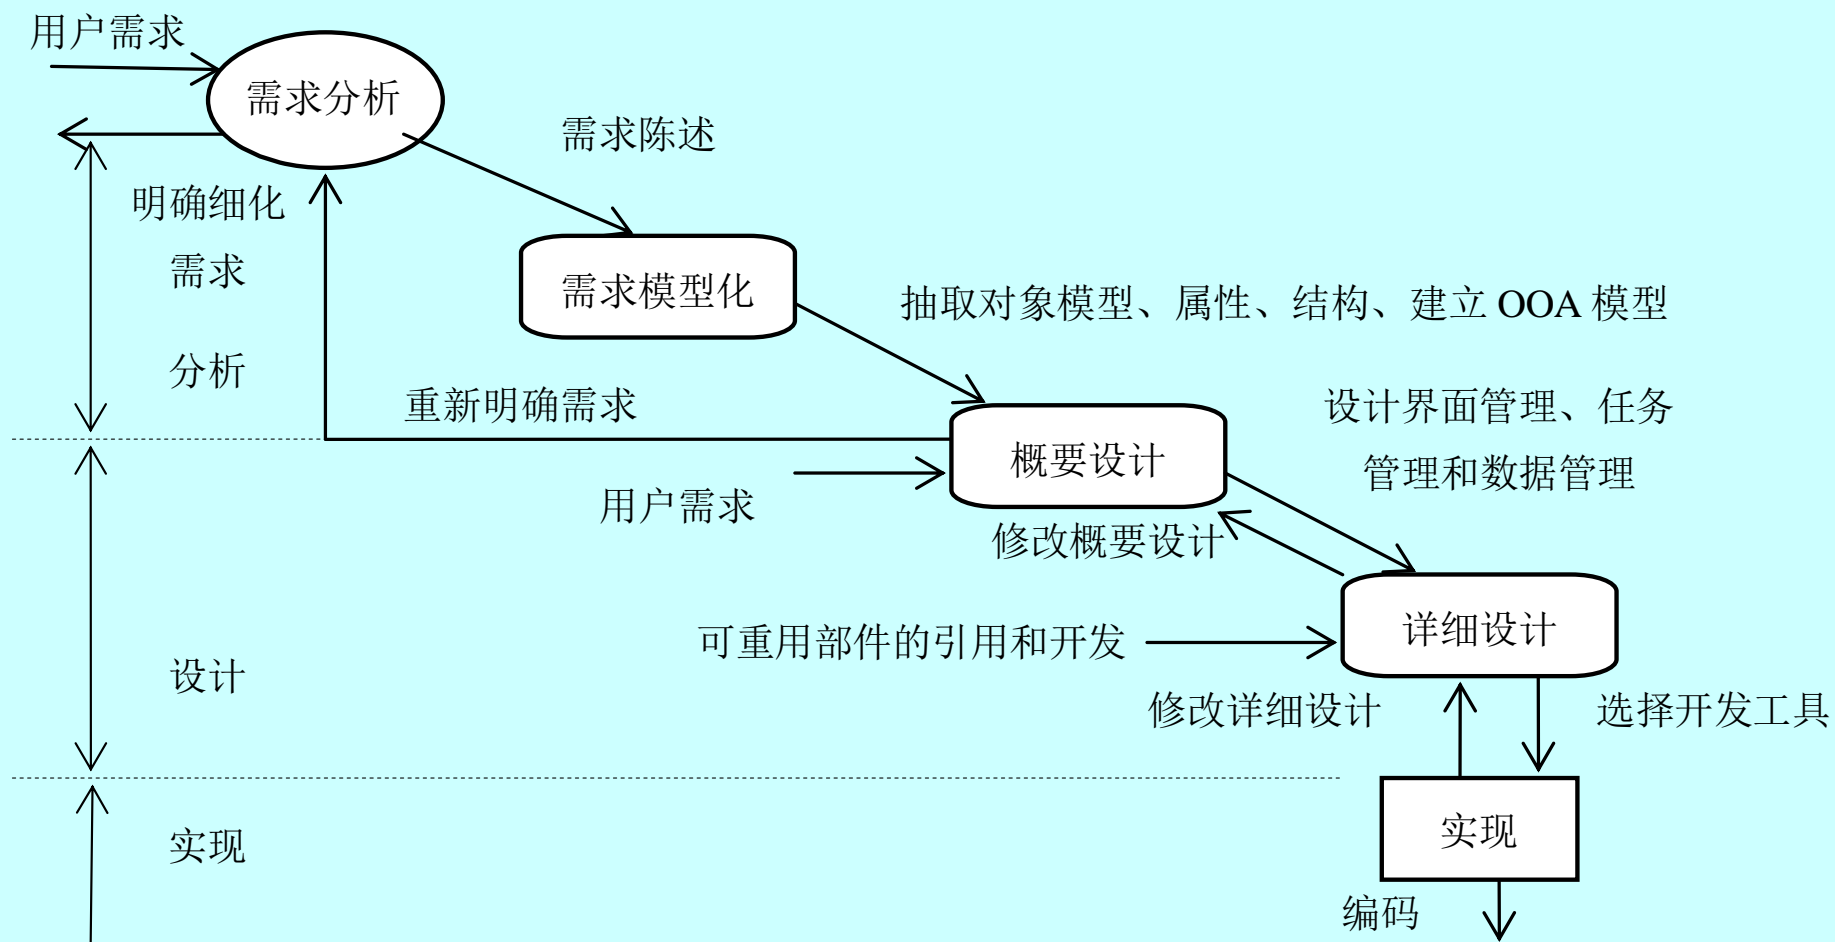 用户需求
需求分析
需求陈述
明确细化
需求
需求模型化
抽取对象模型、属性、结构、建立 OOA 模型
分析
重新明确需求
设计界面管理、任务
概要设计
管理和数据管理
用户需求
修改概要设计
详细设计
可重用部件的引用和开发
设计
修改详细设计
选择开发工具
实现
实现
编码